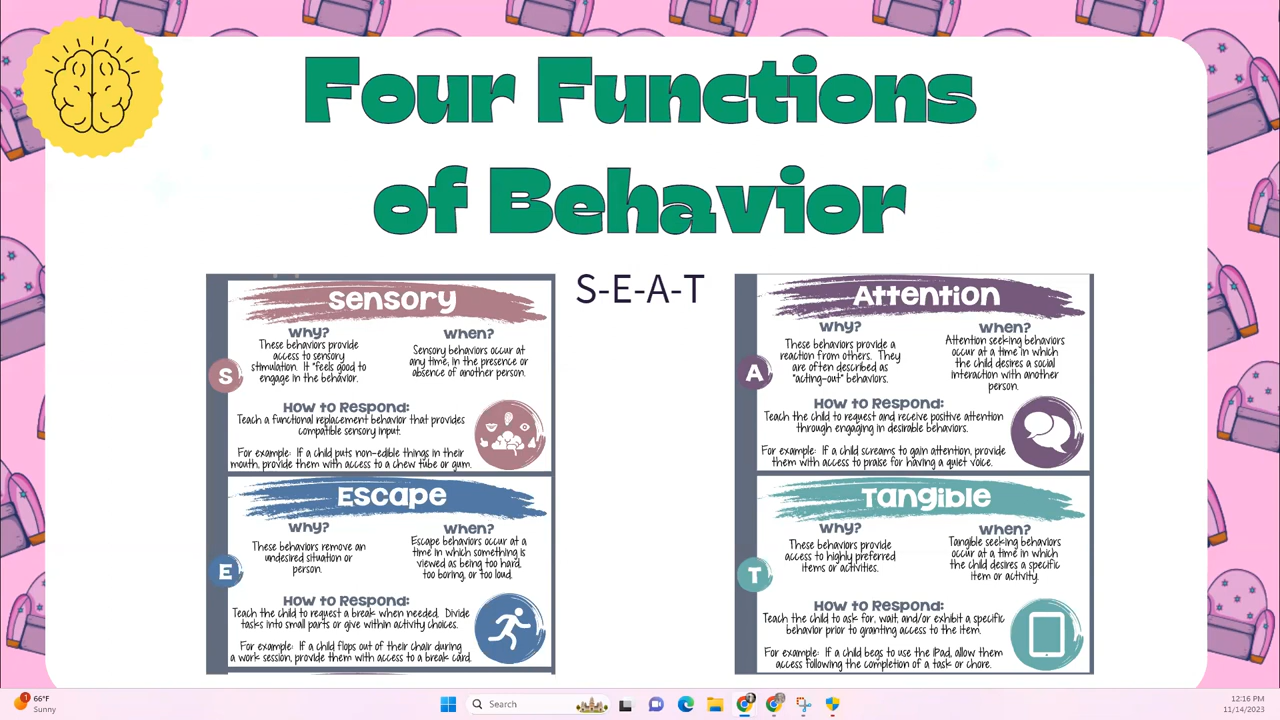 Four Functions
of Behavior
S-E-A-T
Sensory
Why?
These behaviors provide
access to sensory
stimulation. It "feels good to
engage in the behavior.
When?
Sensory behaviors occur at
any time, in the presence or
absence of another person.
S
How to Respond:
Teach a functional replacement behavior that provides
compatible sensory input.
For example: If a child puts non-edible things in their
mouth, provide them with access to a chew tube or gum.
Escape
Why?
These behaviors remove an
undesired situation or
person.
When?
Escape behaviors occur at a
time in which something is
viewed as being too hard,
too boring, or too loud.
E
How to Respond:
Teach the child to request a break when needed. Divide
tasks into small parts or give within activity choices.
For example: If a child flops out of their chair during
a work session, provide them with access to a break card.
Attention
Why?
These behaviors provide a
reaction from others. They
are often described as
"acting-out" behaviors.
When?
Attention seeking behaviors
occur at a time in which
the child desires a social
interaction with another
person.
A
How to Respond:
Teach the child to request and receive positive attention
through engaging in desirable behaviors.
For example: If a child screams to gain attention, provide
them with access to praise for having a quiet voice.
Tangible
Why?
These behaviors provide
access to highly preferred
items or activities.
When?
Tangible seeking behaviors
occur at a time in which
the child desires a specific
item or activity.
T
How to Respond:
Teach the child to ask for, wait, and/or exhibit a specific
behavior prior to granting access to the item.
For example: If a child begs to use the iPad, allow them
access following the completion of a task or chore.
1
66°F
Sunny
Search
12:16 PM
11/14/2023